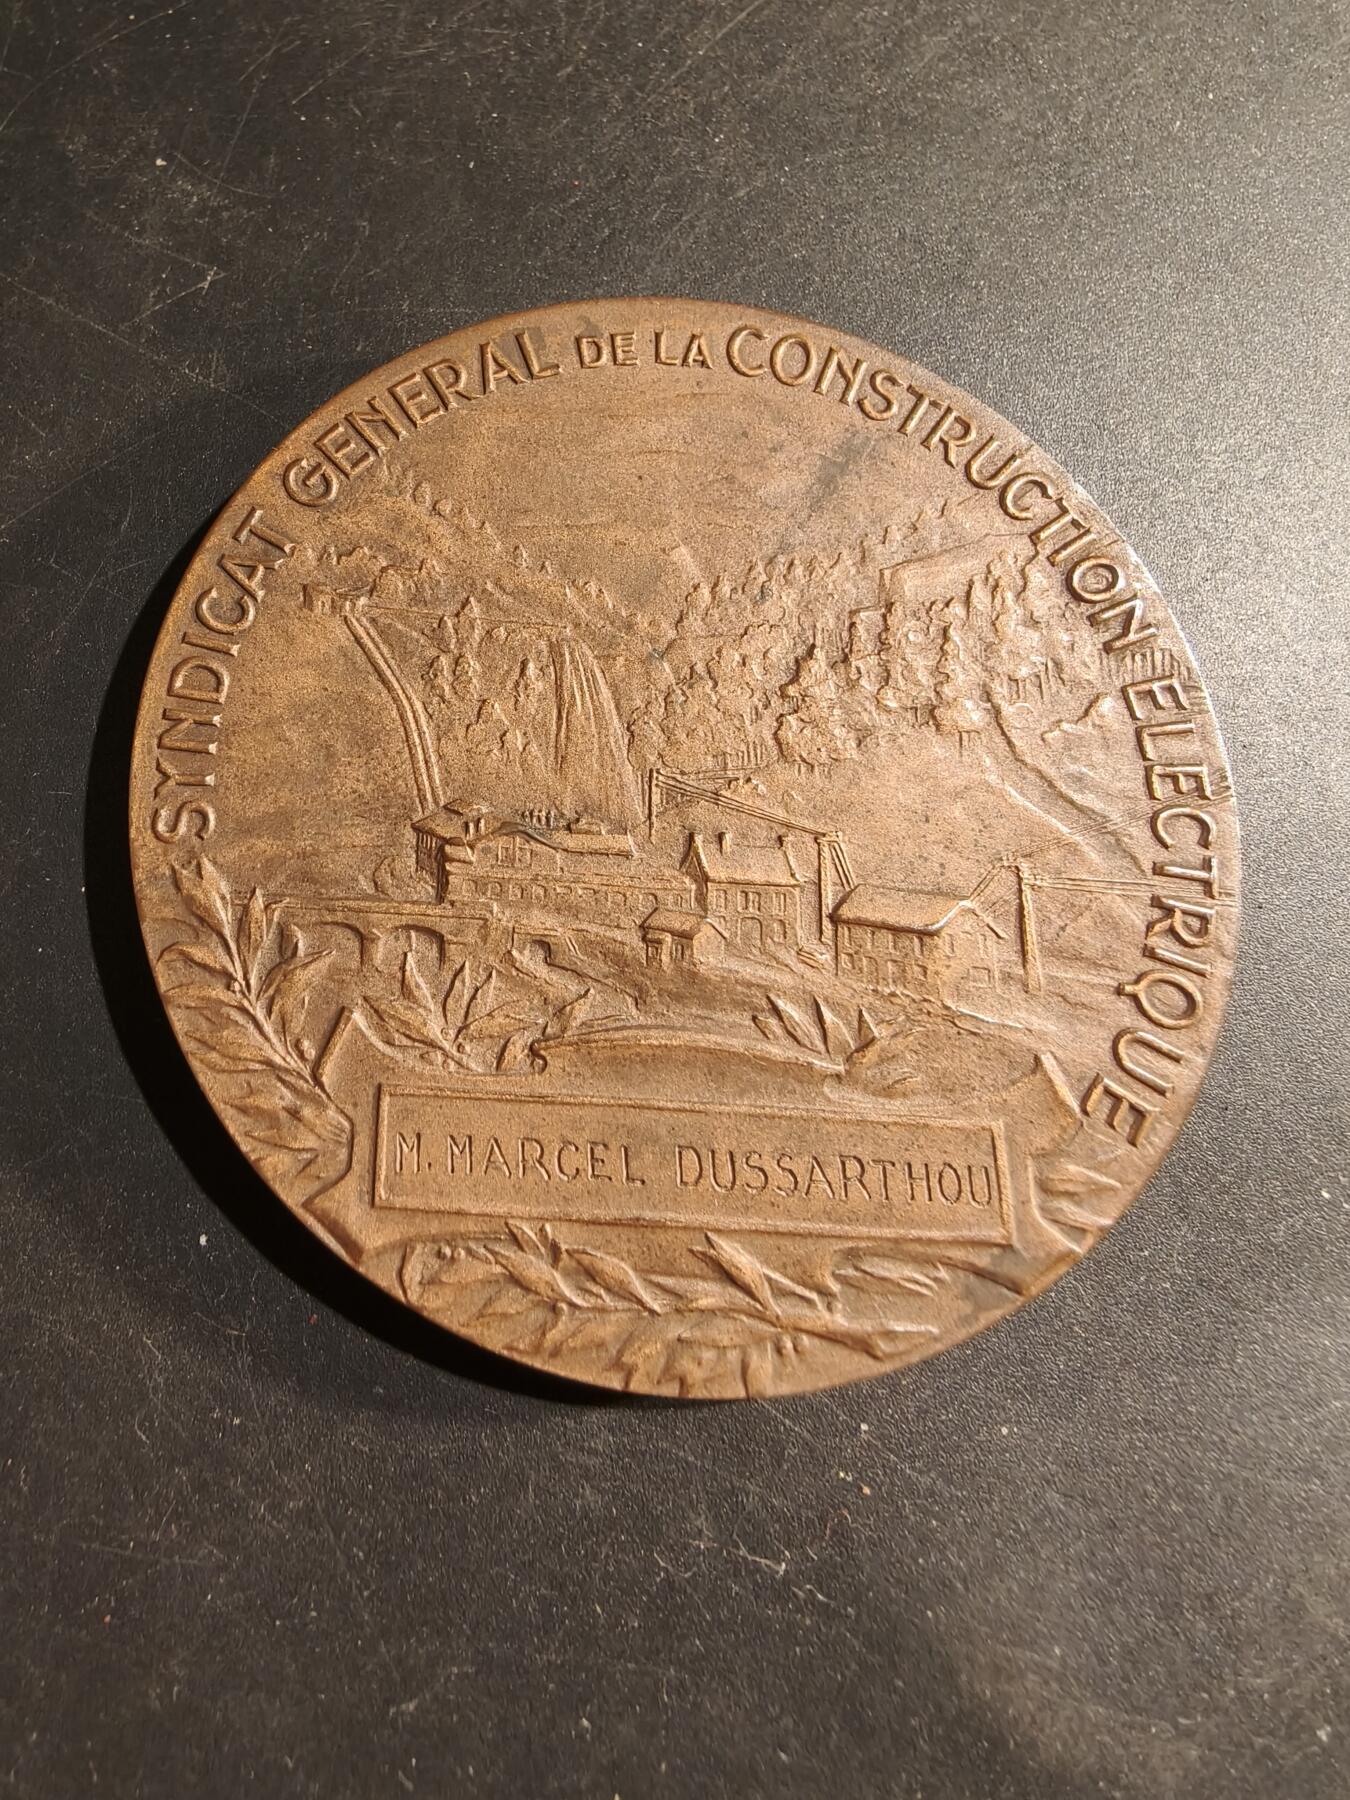 SYNDICAT GENERAL DE LA CONSTRUCTION ELECTRIQUE
M. MARCEL DUSSARTHOU